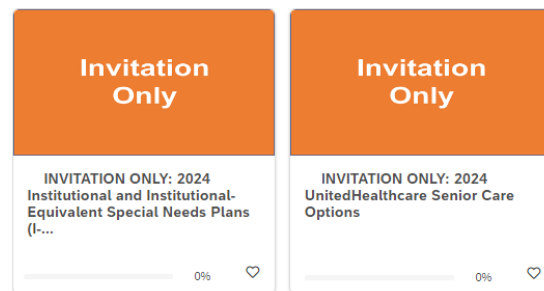 Invitation
Only
INVITATION ONLY: 2024
Institutional and Institutional-
Equivalent Special Needs Plans
(I-...
0%
Invitation
Only
INVITATION ONLY: 2024
UnitedHealthcare Senior Care
Options
0%